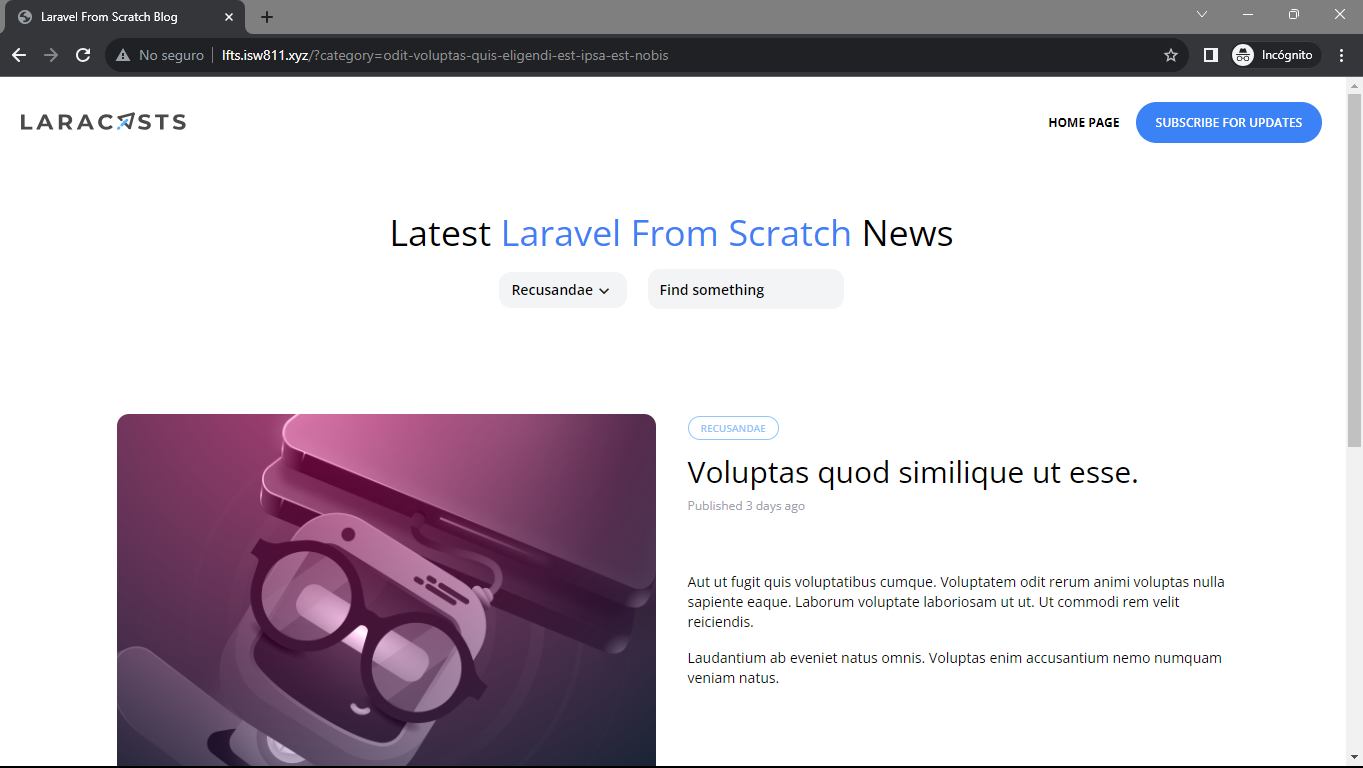 Laravel From Scratch Blog
No seguro
lfts.isw811.xyz/?category=odit-voluptas-quis-eligendi-est-ipsa-est-nobis
Incógnito
LARACASTS
HOME PAGE
SUBSCRIBE FOR UPDATES
Latest Laravel From Scratch News
Recusandae
Find something
RECUSANDAE
Voluptas quod similique ut esse.
Published 3 days ago
Aut ut fugit quis voluptatibus cumque. Voluptatem odit rerum animi voluptas nulla
sapiente eaque. Laborum voluptate laboriosam ut ut. Ut commodi rem velit
reiciendis.
Laudantium ab eveniet natus omnis. Voluptas enim accusantium nemo numquam
veniam natus.